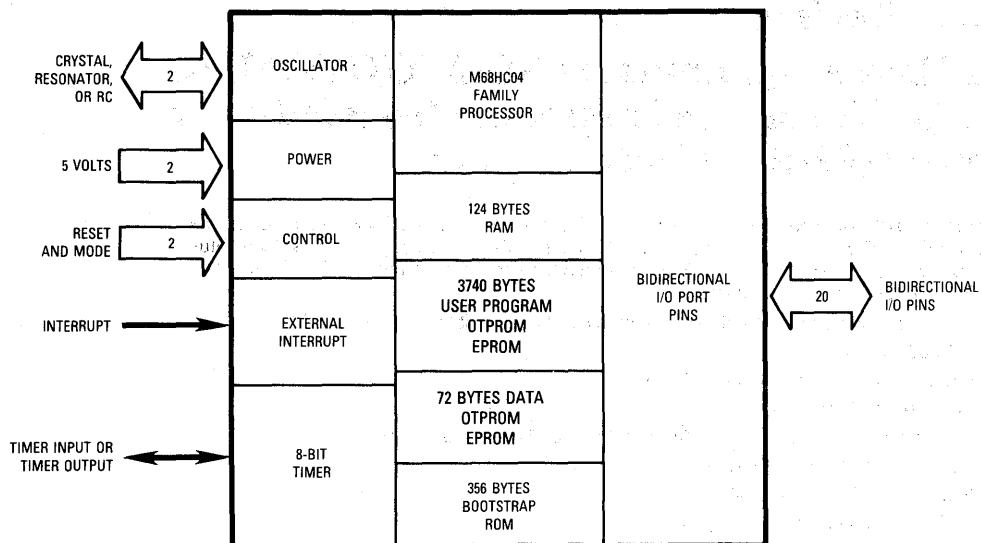 CRYSTAL,
RESONATOR,
OR RC
2
5 VOLTS
2
RESET
AND MODE
2
INTERRUPT
TIMER INPUT OR
TIMER OUTPUT
OSCILLATOR
POWER
CONTROL
EXTERNAL
INTERRUPT
8-BIT
TIMER
M68HC04
FAMILY
PROCESSOR
124 BYTES
RAM
3740 BYTES
USER PROGRAM
OTPROM
EPROM
72 BYTES DATA
OTPROM
EPROM
356 BYTES
BOOTSTRAP
ROM
BIDIRECTIONAL
I/O PORT
PINS
20
BIDIRECTIONAL
I/O PINS